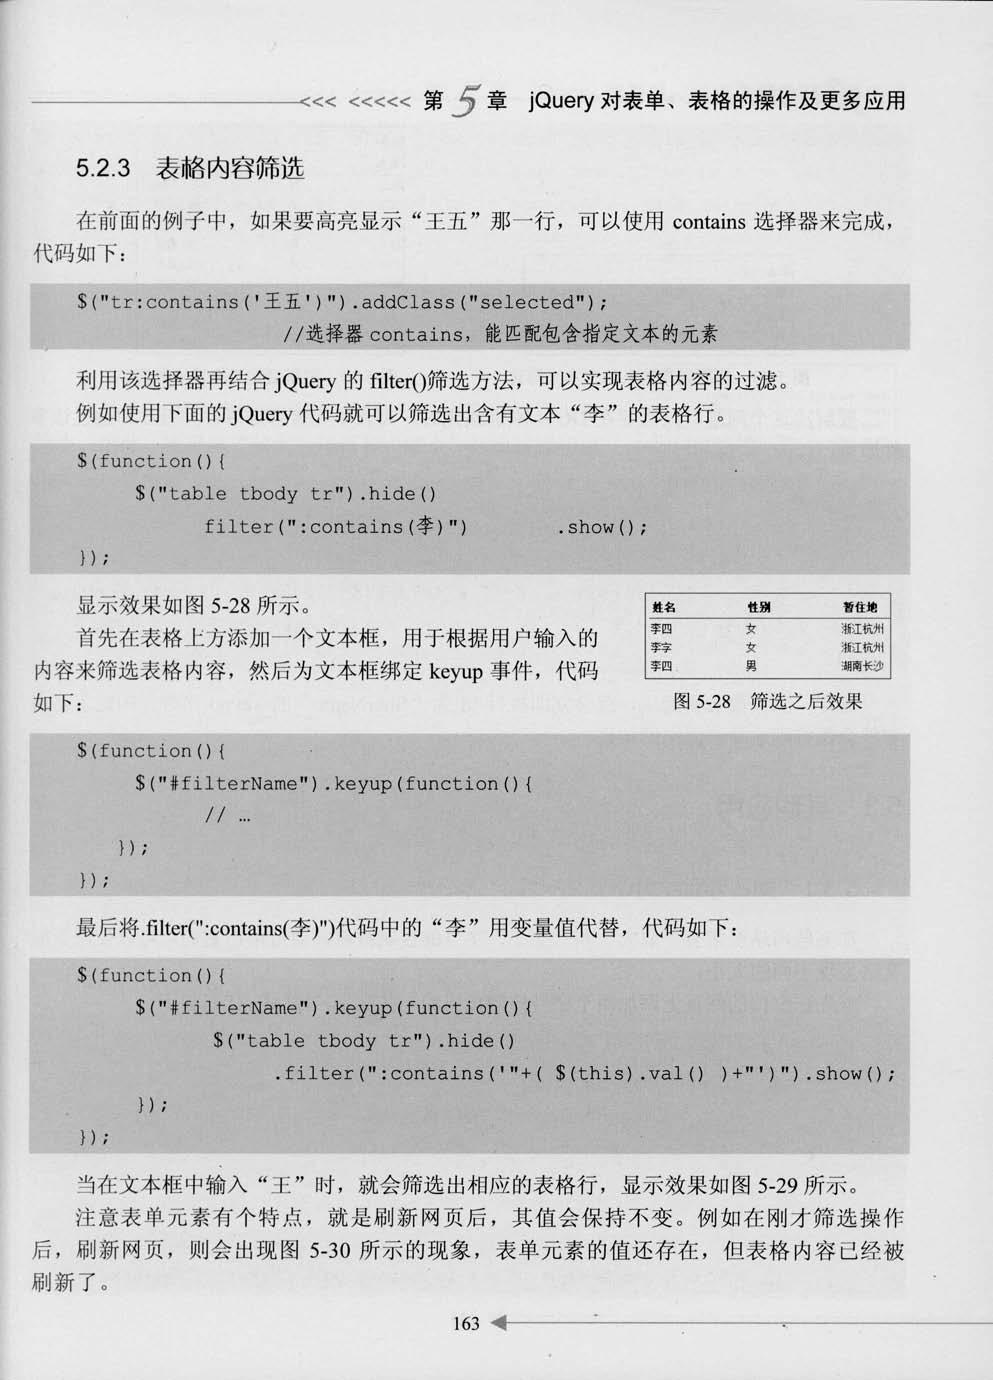 <<< <<<<< 第5章 jQuery 对表单、表格的操作及更多应用
5.2.3 表格内容筛选
在前面的例子中，如果要高亮显示“王五”那一行，可以使用 contains 选择器来完成，
代码如下：
$("tr:contains('王五')").addClass("selected");
//选择器 contains，能匹配包含指定文本的元素
利用该选择器再结合 jQuery 的 filter()筛选方法，可以实现表格内容的过滤。
例如使用下面的 jQuery 代码就可以筛选出含有文本“李”的表格行。
$(function(){
$("table tbody tr").hide()
filter(":contains(李)") .show();
});
显示效果如图 5-28 所示。
首先在表格上方添加一个文本框，用于根据用户输入的
内容来筛选表格内容，然后为文本框绑定 keyup 事件，代码
如下：
姓名 性别 暂住地
李四 女 浙江杭州
李字 女 浙江杭州
李四 男 湖南长沙
图 5-28 筛选之后效果
$(function(){
$("#filterName").keyup(function(){
// …
});
});
最后将.filter(":contains(李)")代码中的“李”用变量值代替，代码如下：
$(function(){
$("#filterName").keyup(function(){
$("table tbody tr").hide()
.filter(":contains('"+( $(this).val() )+"')").show();
});
});
当在文本框中输入“王”时，就会筛选出相应的表格行，显示效果如图 5-29 所示。
注意表单元素有个特点，就是刷新网页后，其值会保持不变。例如在刚才筛选操作
后，刷新网页，则会出现图 5-30 所示的现象，表单元素的值还存在，但表格内容已经被
刷新了。
163